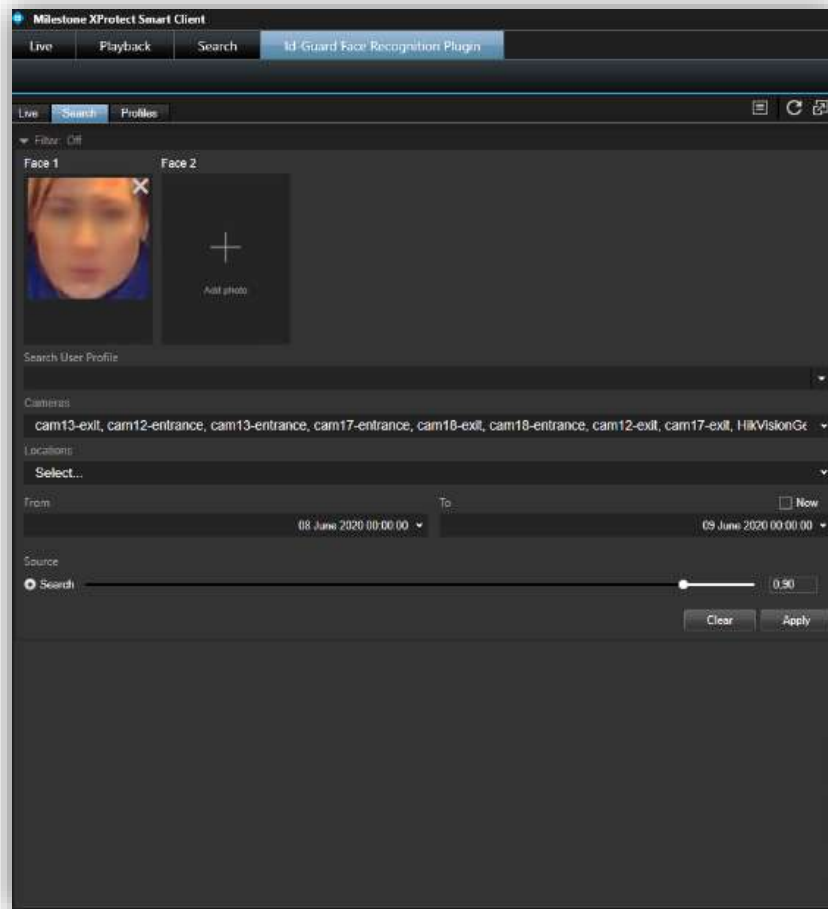 Milestone XProtect Smart Client
Live Playback Search Id-Guard Face Recognition Plugin
Live Search Profiles
Filter: Off
Face 1 Face 2
Add photo
Search User Profile
Cameras
cam13-exit, cam12-entrance, cam13-entrance, cam17-entrance, cam18-exit, cam18-entrance, cam12-exit, cam17-exit, HikVisionGe
Locations
Select...
From To Now
08 June 2020 00:00:00 09 June 2020 00:00:00
Source
Search 0,90
Clear Apply